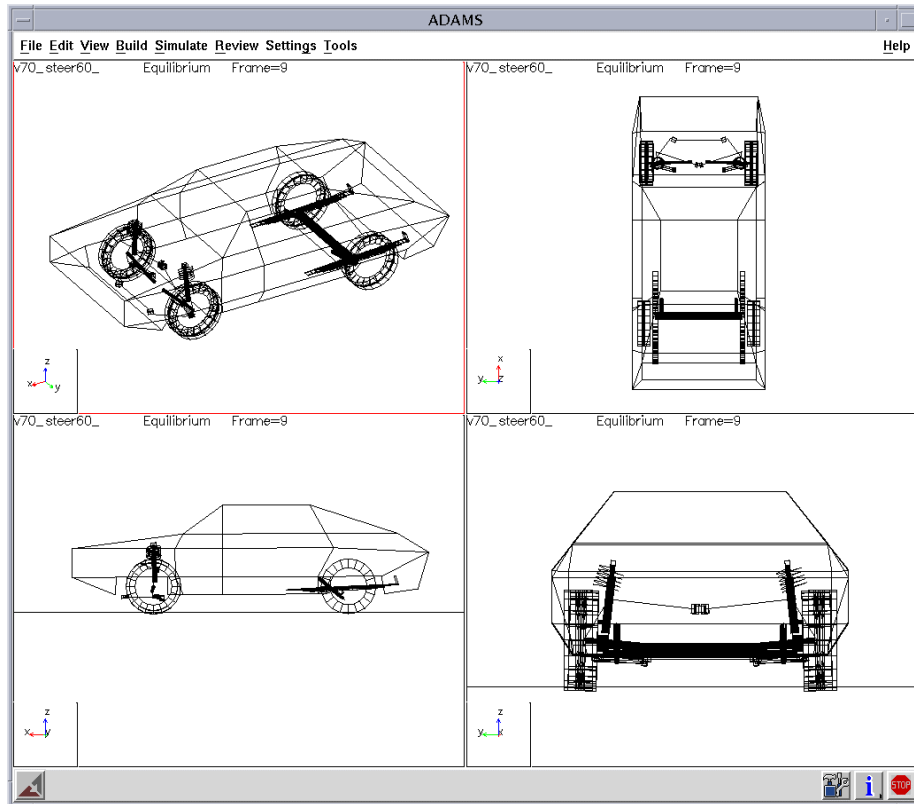 ADAMS
File Edit View Build Simulate Review Settings Tools Help
v70_steer60_ Equilibrium Frame=9
v70_steer60_ Equilibrium Frame=9
z
x y
x
y z
v70_steer60_ Equilibrium Frame=9
v70_steer60_ Equilibrium Frame=9
z
x y
z
y x
i STOP